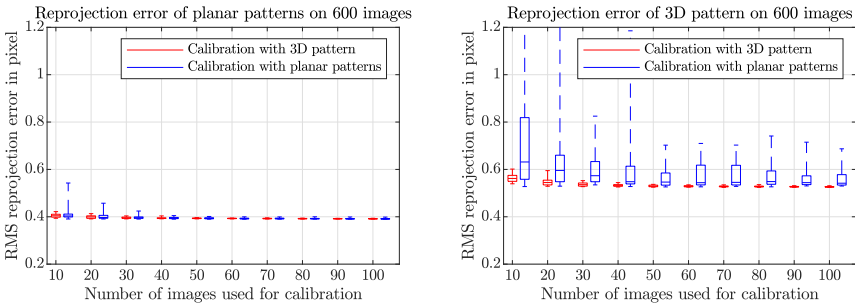 Reprojection error of planar patterns on 600 images
RMS reprojection error in pixel
1.2
1
0.8
0.6
0.4
0.2
Calibration with 3D pattern
Calibration with planar patterns
10 20 30 40 50 60 70 80 90 100
Number of images used for calibration
Reprojection error of 3D pattern on 600 images
RMS reprojection error in pixel
1.2
1
0.8
0.6
0.4
0.2
Calibration with 3D pattern
Calibration with planar patterns
10 20 30 40 50 60 70 80 90 100
Number of images used for calibration